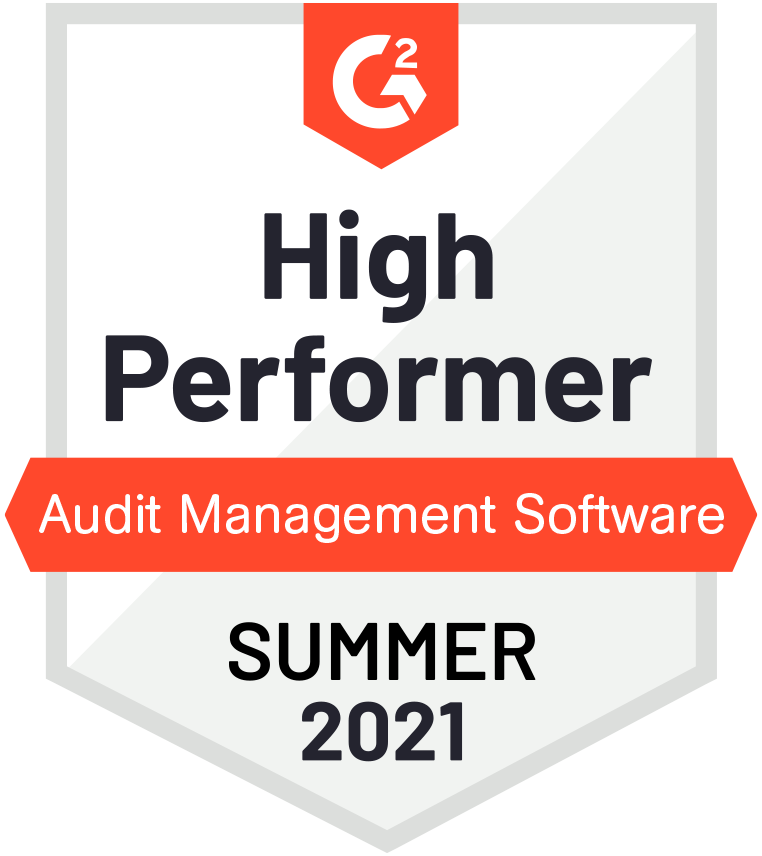 G2
High
Performer
Audit Management Software
SUMMER
2021